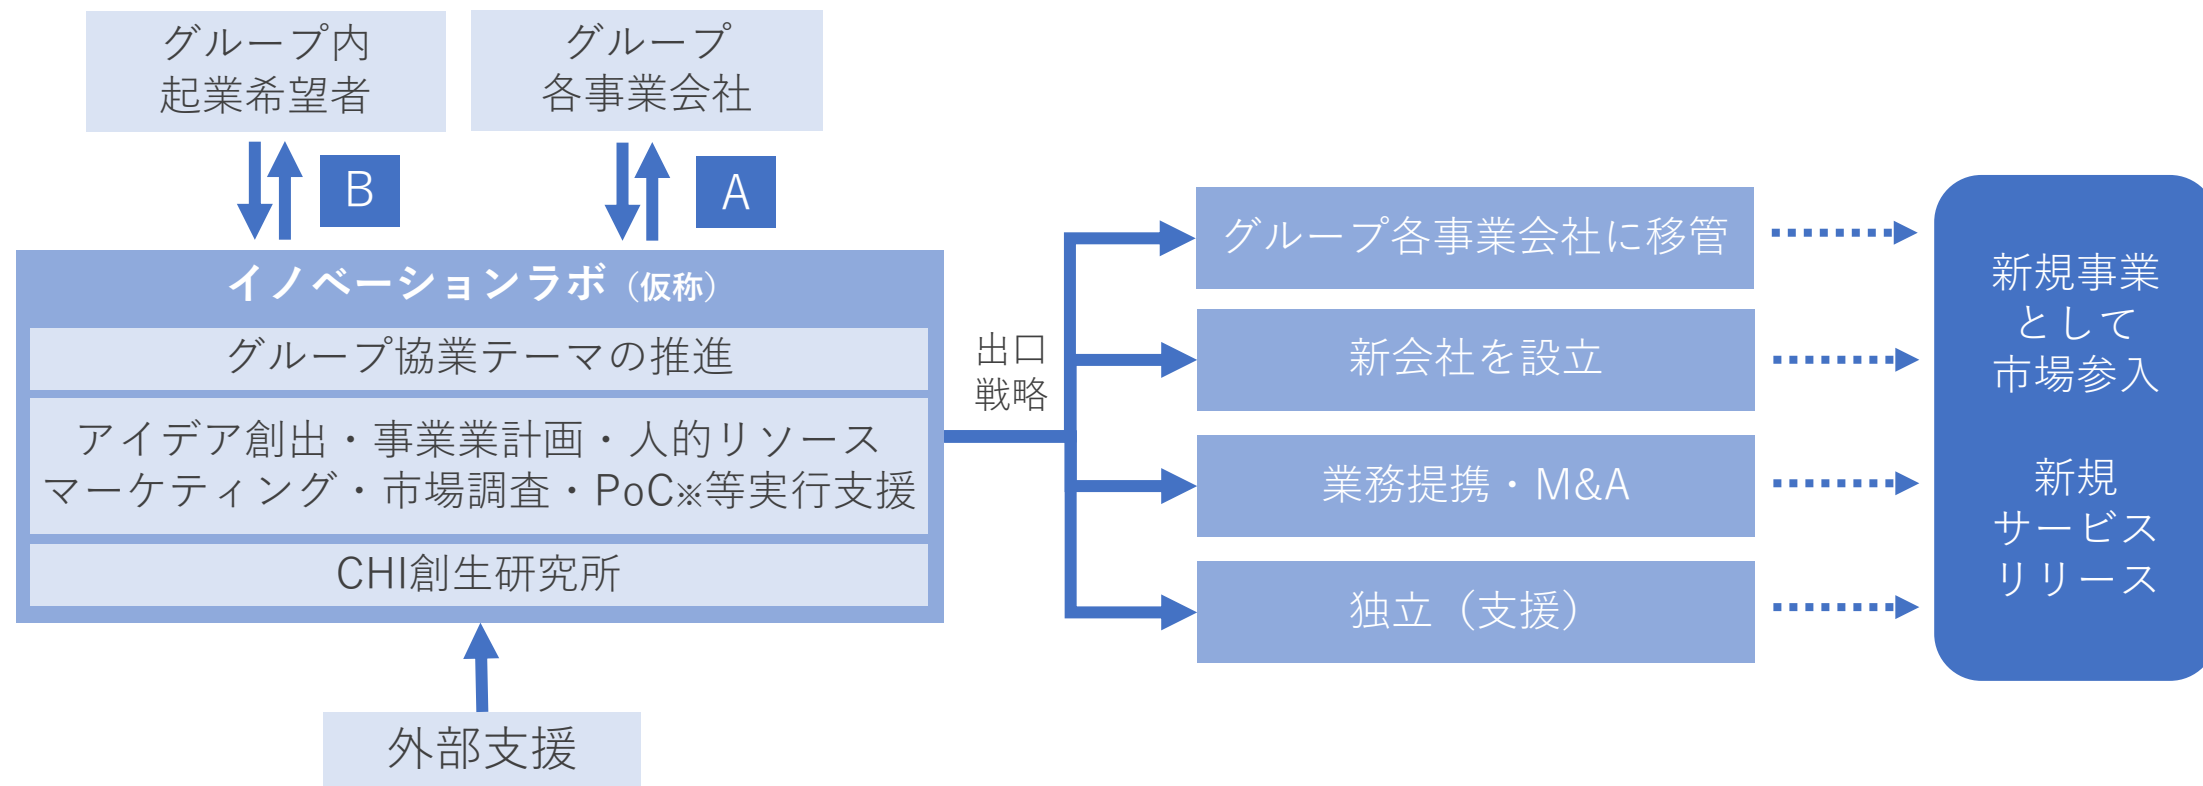 グループ内
起業希望者
グループ
各事業会社
B
A
イノベーションラボ（仮称）
グループ協業テーマの推進
アイデア創出・事業業計画・人的リソース
マーケティング・市場調査・PoC※等実行支援
CHI創生研究所
外部支援
出口
戦略
グループ各事業会社に移管
新会社を設立
業務提携・M&A
独立（支援）
新規事業
として
市場参入
新規
サービス
リリース